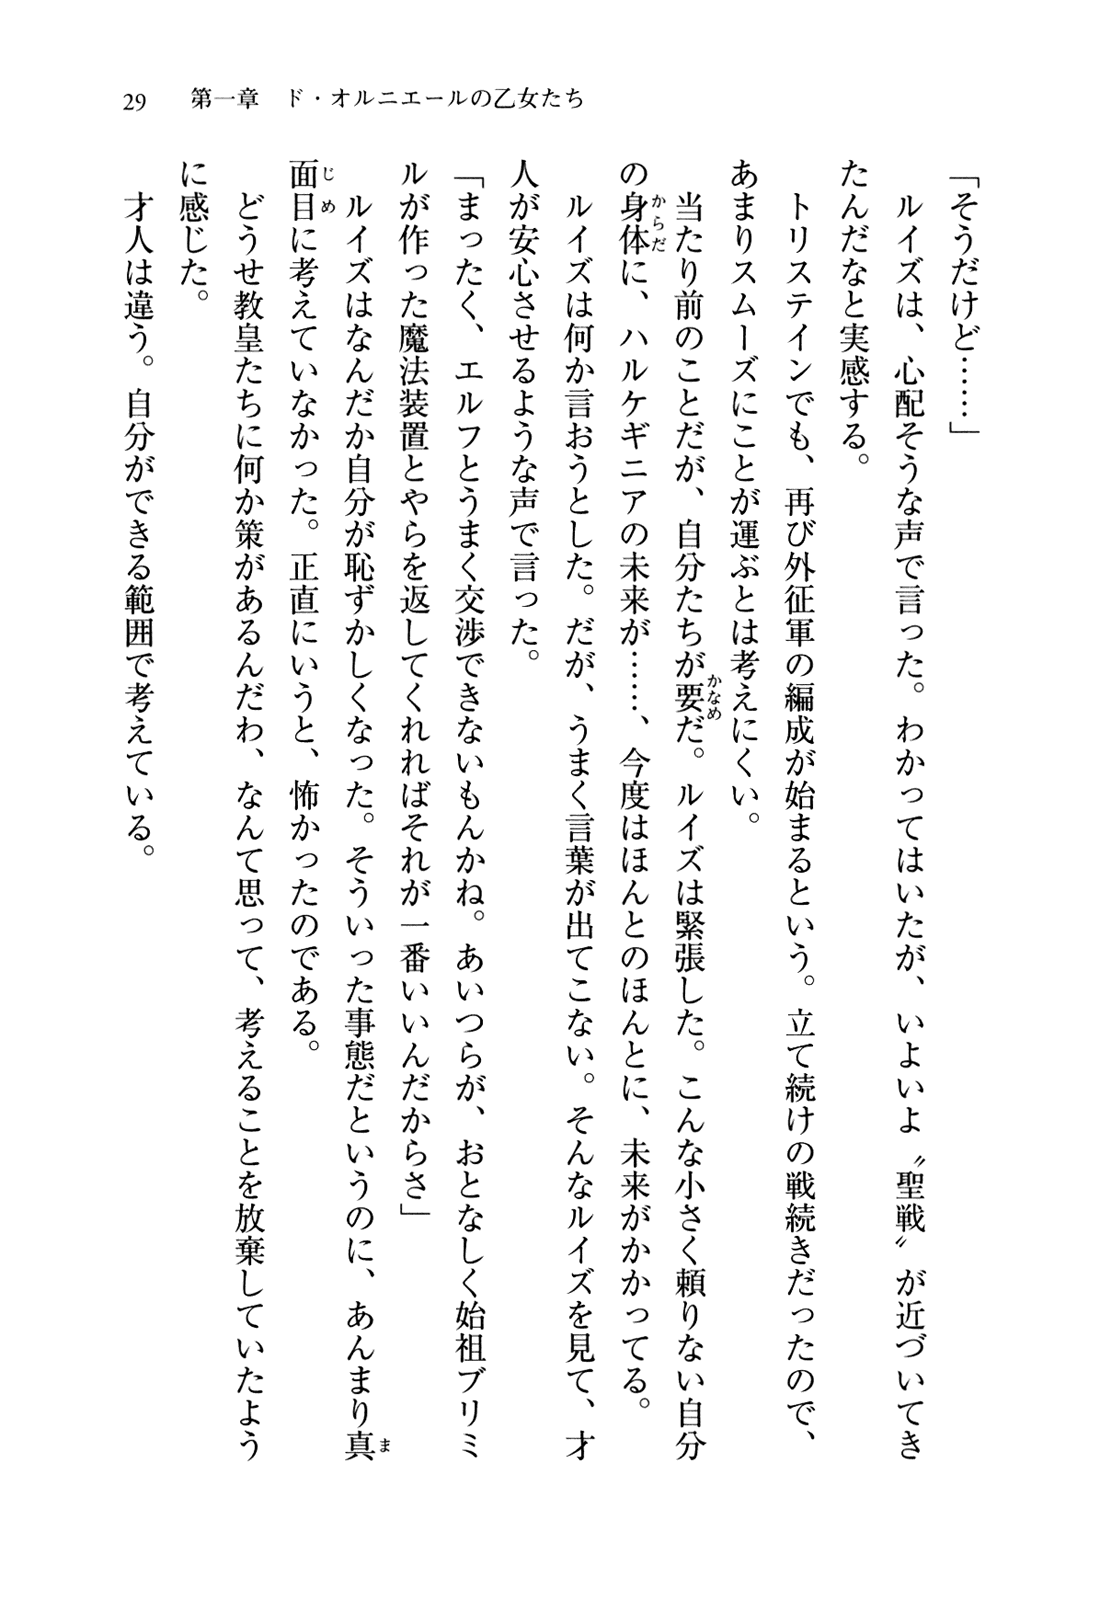 29　第一章　ド・オルニエールの乙女たち
「そうだけど……」
　ルイズは、心配そうな声で言った。わかってはいたが、いよいよ〝聖戦〟が近づいてき
たんだなと実感する。
　トリステインでも、再び外征軍の編成が始まるという。立て続けの戦続きだったので、
あまりスムーズにことが運ぶとは考えにくい。
　当たり前のことだが、自分たちが要かなめだ。ルイズは緊張した。こんな小さく頼りない自分
の身体からだに、ハルケギニアの未来が……、今度はほんとのほんとに、未来がかかってる。
　ルイズは何か言おうとした。だが、うまく言葉が出てこない。そんなルイズを見て、才
人が安心させるような声で言った。
「まったく、エルフとうまく交渉できないもんかね。あいつらが、おとなしく始祖ブリミ
ルが作った魔法装置とやらを返してくれればそれが一番いいんだからさ」
　ルイズはなんだか自分が恥ずかしくなった。そういった事態だというのに、あんまり真ま
面目じめに考えていなかった。正直にいうと、怖かったのである。
　どうせ教皇たちに何か策があるんだわ、なんて思って、考えることを放棄していたよう
に感じた。
　才人は違う。自分ができる範囲で考えている。